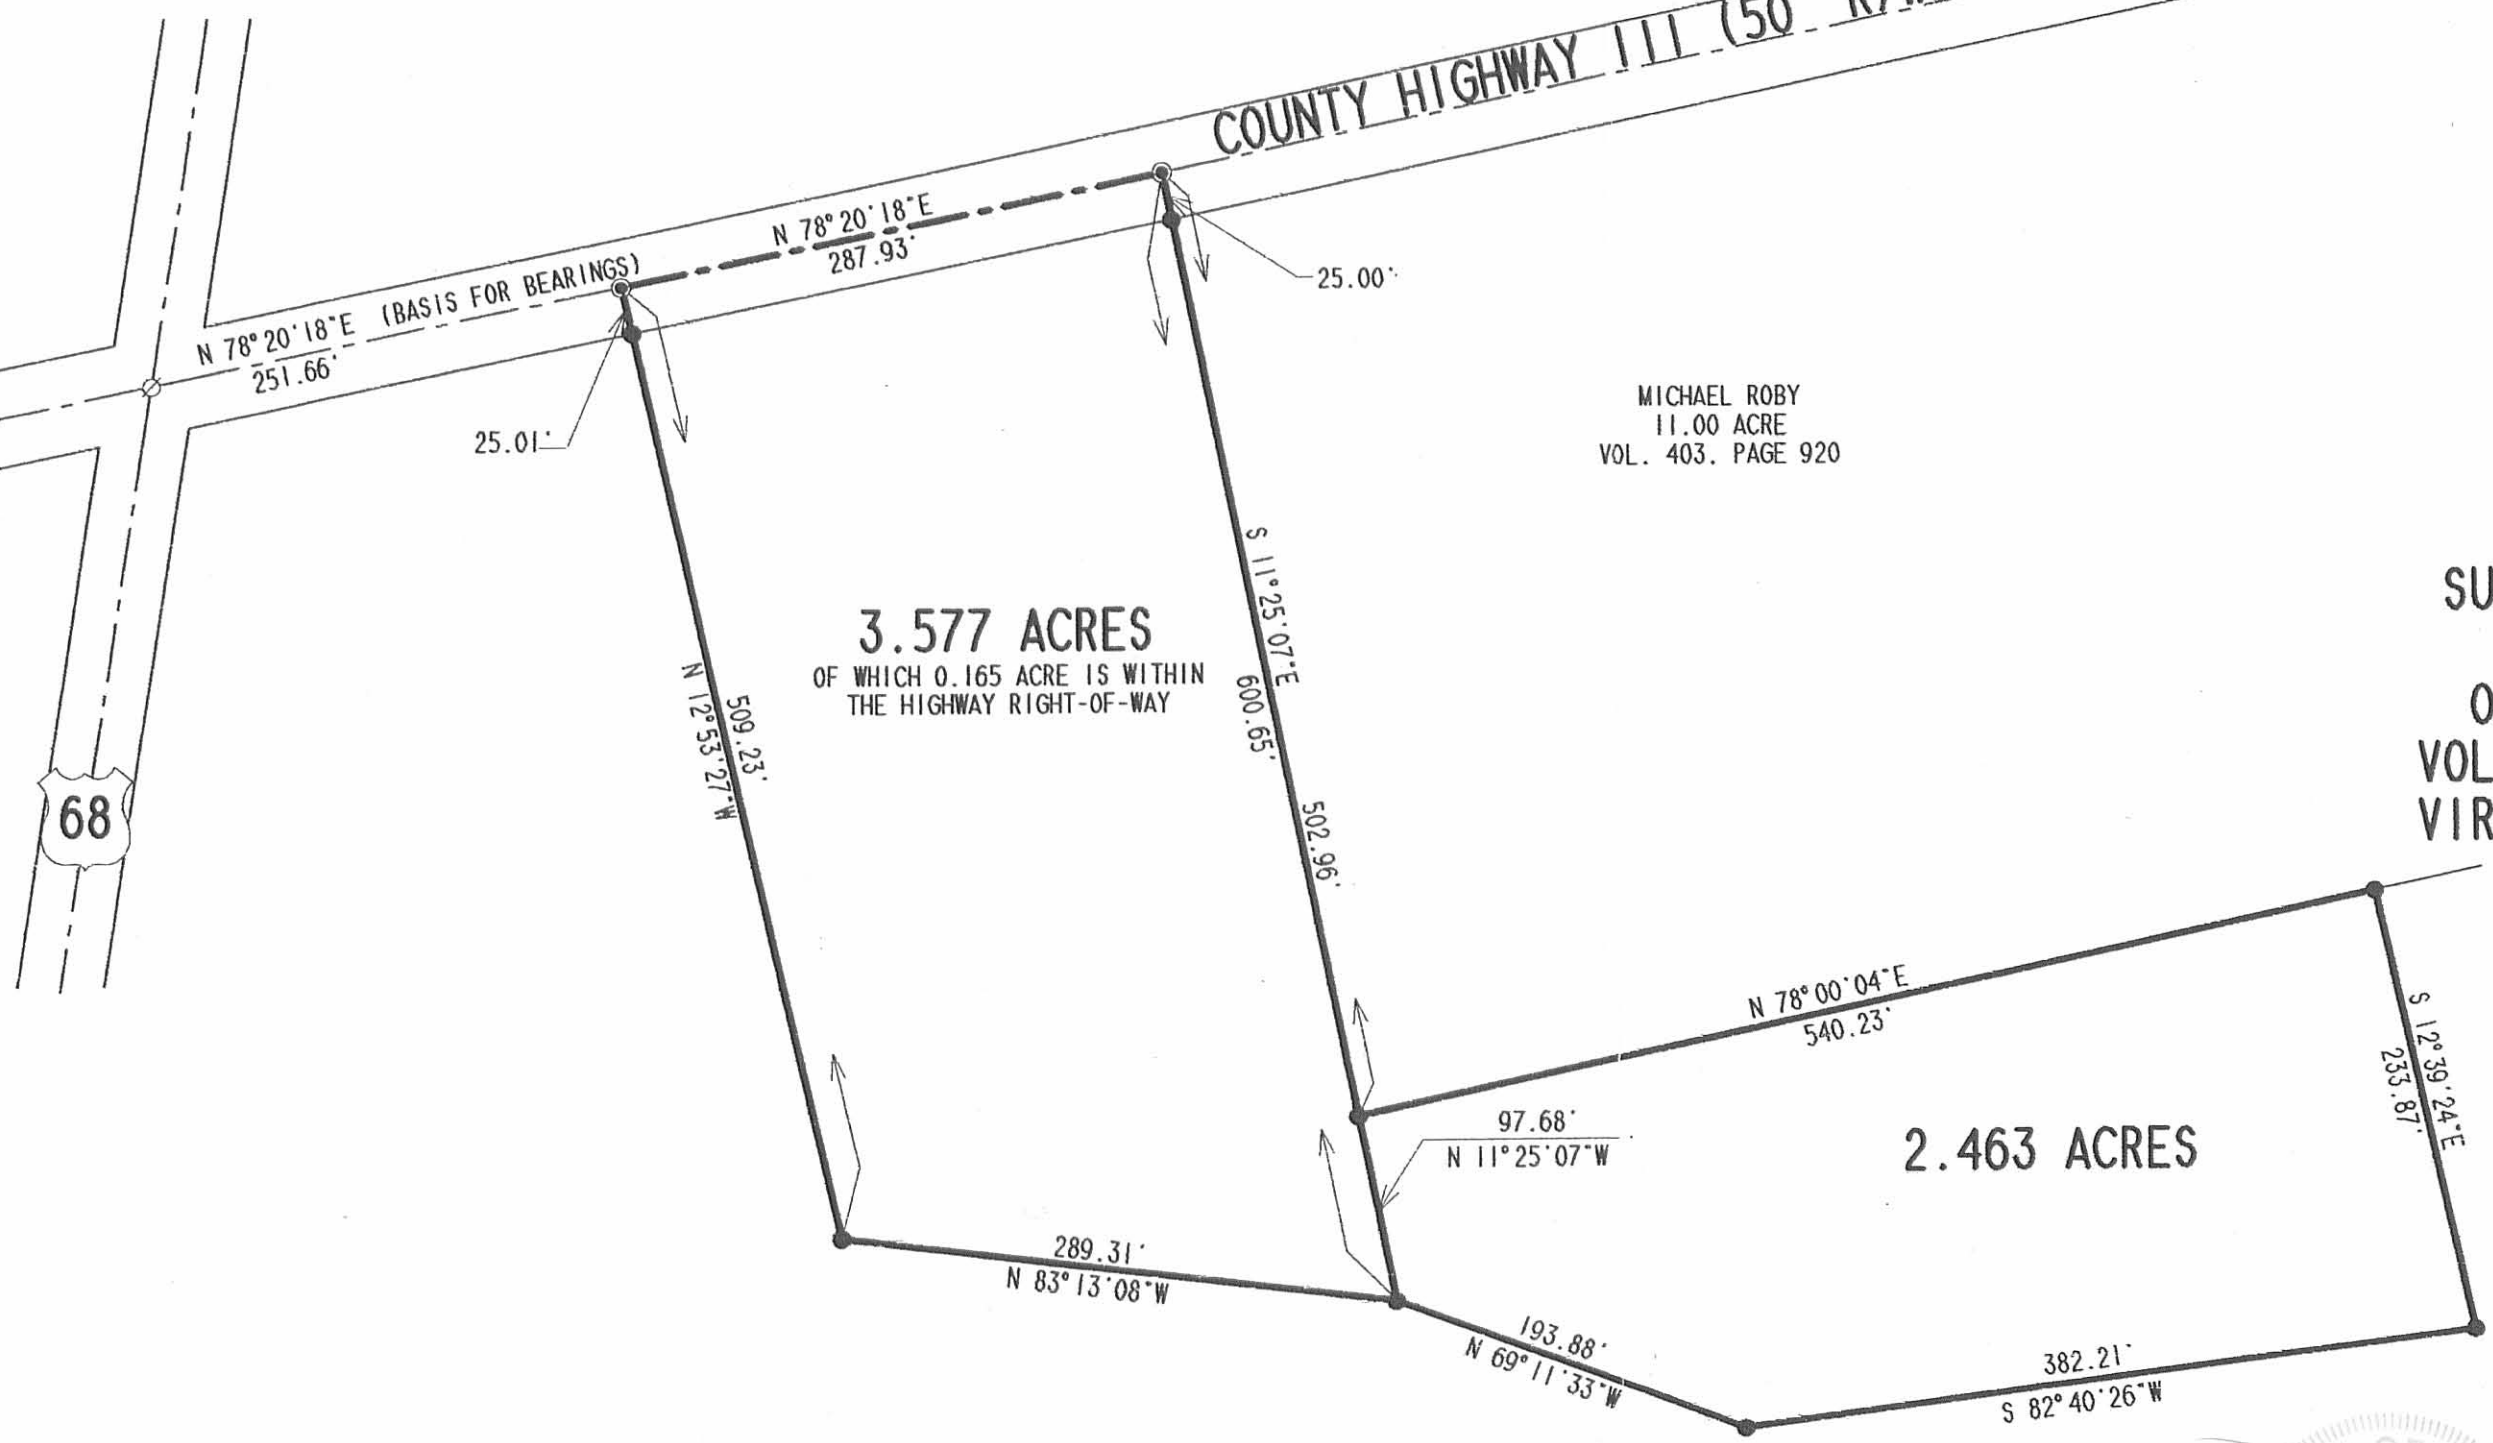 COUNTY HIGHWAY 111 (50' R/W
N 78°20'18"E
287.93'
N 78°20'18"E (BASIS FOR BEARINGS)
251.66'
25.00'
25.01'
MICHAEL ROBY
11.00 ACRE
VOL. 403, PAGE 920
S 11°25'07"E
600.65'
502.96'
SU
O
VOL
VIR
3.577 ACRES
OF WHICH 0.165 ACRE IS WITHIN
THE HIGHWAY RIGHT-OF-WAY
509.23'
N 12°53'27"W
68
N 78°00'04"E
540.23'
S 12°39'24"E
233.87'
97.68'
N 11°25'07"W
2.463 ACRES
289.31'
N 83°13'08"W
193.88'
N 69°11'33"W
382.21'
S 82°40'26"W